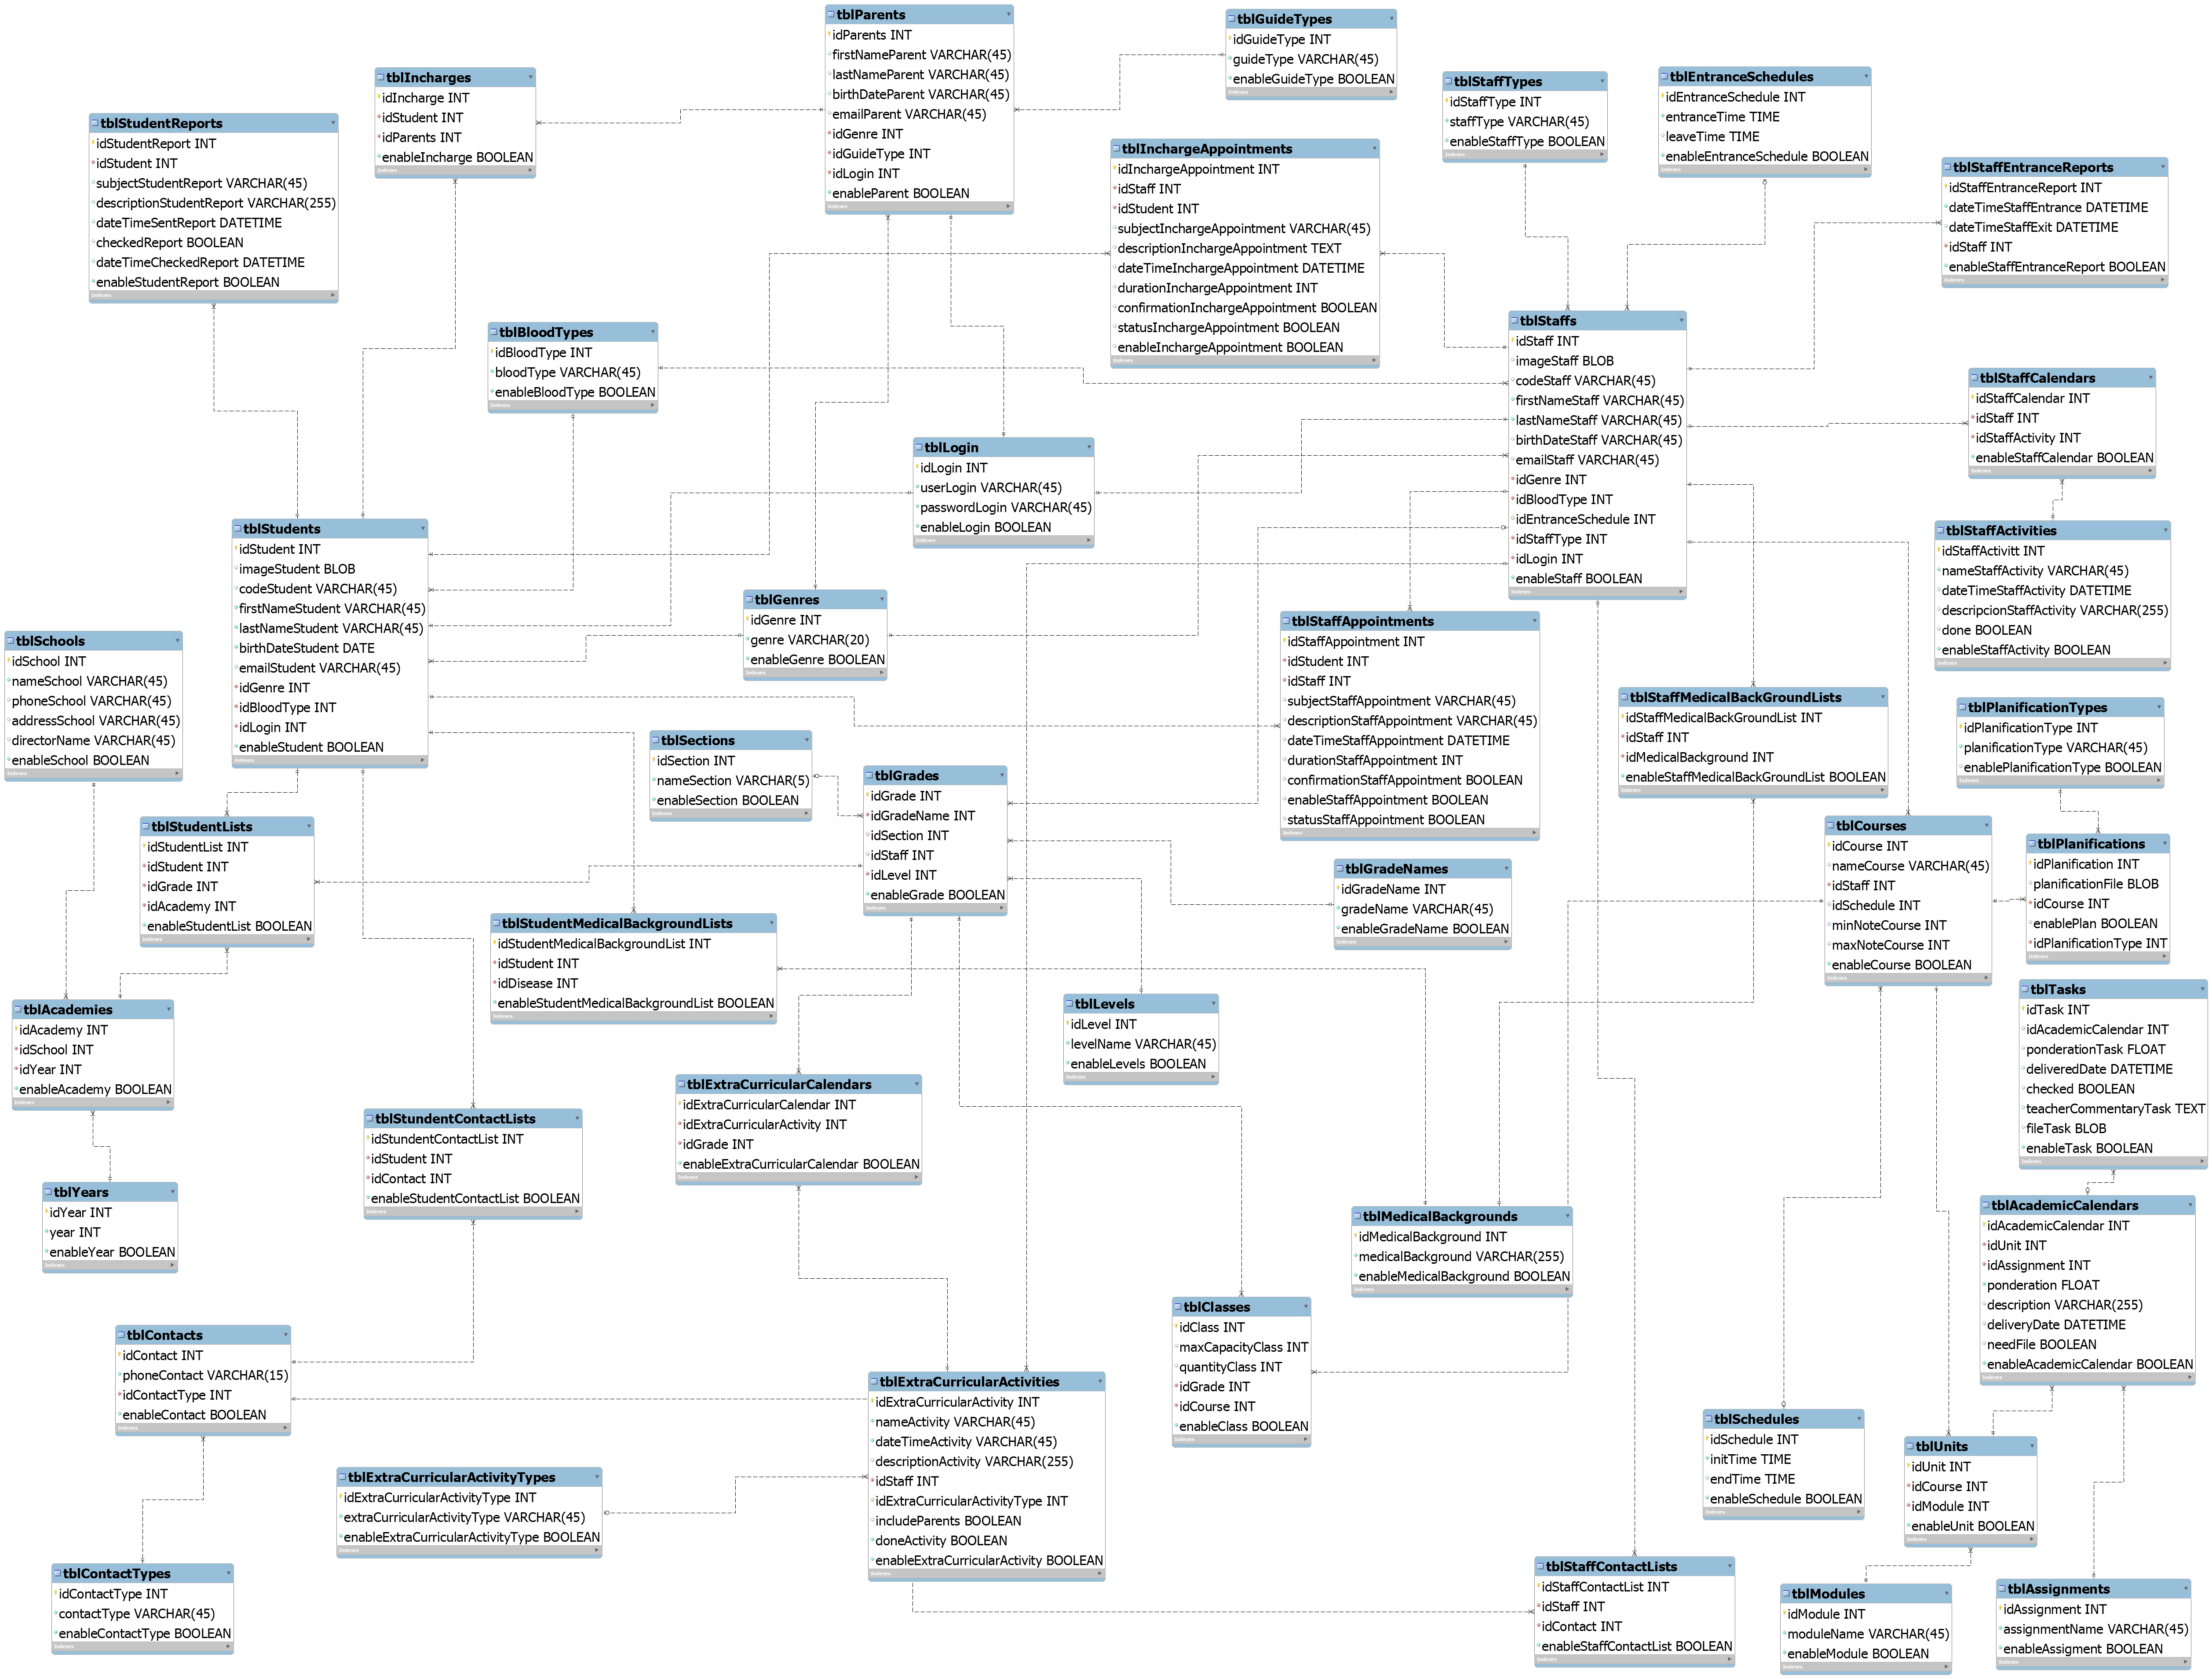 tblParents
idParents INT
firstNameParent VARCHAR(45)
lastNameParent VARCHAR(45)
birthDateParent VARCHAR(45)
emailParent VARCHAR(45)
idGenre INT
idGuideType INT
idLogin INT
enableParent BOOLEAN
Indexes
tblGuideTypes
idGuideType INT
guideType VARCHAR(45)
enableGuideType BOOLEAN
Indexes
tblIncharges
idIncharge INT
idStudent INT
idParents INT
enableIncharge BOOLEAN
Indexes
tblStaffTypes
idStaffType INT
staffType VARCHAR(45)
enableStaffType BOOLEAN
Indexes
tblEntranceSchedules
idEntranceSchedule INT
entranceTime TIME
leaveTime TIME
enableEntranceSchedule BOOLEAN
Indexes
tblStudentReports
idStudentReport INT
idStudent INT
subjectStudentReport VARCHAR(45)
descriptionStudentReport VARCHAR(255)
dateTimeSentReport DATETIME
checkedReport BOOLEAN
dateTimeCheckedReport DATETIME
enableStudentReport BOOLEAN
Indexes
tblInchargeAppointments
idInchargeAppointment INT
idStaff INT
idStudent INT
subjectInchargeAppointment VARCHAR(45)
descriptionInchargeAppointment TEXT
dateTimeInchargeAppointment DATETIME
durationInchargeAppointment INT
confirmationInchargeAppointment BOOLEAN
statusInchargeAppointment BOOLEAN
enableInchargeAppointment BOOLEAN
Indexes
tblStaffEntranceReports
idStaffEntranceReport INT
dateTimeStaffEntrance DATETIME
dateTimeStaffExit DATETIME
idStaff INT
enableStaffEntranceReport BOOLEAN
Indexes
tblBloodTypes
idBloodType INT
bloodType VARCHAR(45)
enableBloodType BOOLEAN
Indexes
tblStaffs
idStaff INT
imageStaff BLOB
codeStaff VARCHAR(45)
firstNameStaff VARCHAR(45)
lastNameStaff VARCHAR(45)
birthDateStaff VARCHAR(45)
emailStaff VARCHAR(45)
idGenre INT
idBloodType INT
idEntranceSchedule INT
idStaffType INT
idLogin INT
enableStaff BOOLEAN
Indexes
tblStaffCalendars
idStaffCalendar INT
idStaff INT
idStaffActivity INT
enableStaffCalendar BOOLEAN
Indexes
tblLogin
idLogin INT
userLogin VARCHAR(45)
passwordLogin VARCHAR(45)
enableLogin BOOLEAN
Indexes
tblStudents
idStudent INT
imageStudent BLOB
codeStudent VARCHAR(45)
firstNameStudent VARCHAR(45)
lastNameStudent VARCHAR(45)
birthDateStudent DATE
emailStudent VARCHAR(45)
idGenre INT
idBloodType INT
idLogin INT
enableStudent BOOLEAN
Indexes
tblStaffActivities
idStaffActivitt INT
nameStaffActivity VARCHAR(45)
dateTimeStaffActivity DATETIME
descripcionStaffActivity VARCHAR(255)
done BOOLEAN
enableStaffActivity BOOLEAN
Indexes
tblGenres
idGenre INT
genre VARCHAR(20)
enableGenre BOOLEAN
Indexes
tblStaffAppointments
idStaffAppointment INT
idStudent INT
idStaff INT
subjectStaffAppointment VARCHAR(45)
descriptionStaffAppointment VARCHAR(45)
dateTimeStaffAppointment DATETIME
durationStaffAppointment INT
confirmationStaffAppointment BOOLEAN
enableStaffAppointment BOOLEAN
statusStaffAppointment BOOLEAN
Indexes
tblSchools
idSchool INT
nameSchool VARCHAR(45)
phoneSchool VARCHAR(45)
addressSchool VARCHAR(45)
directorName VARCHAR(45)
enableSchool BOOLEAN
Indexes
tblStaffMedicalBackGroundLists
idStaffMedicalBackGroundList INT
idStaff INT
idMedicalBackground INT
enableStaffMedicalBackGroundList BOOLEAN
Indexes
tblPlanificationTypes
idPlanificationType INT
planificationType VARCHAR(45)
enablePlanificationType BOOLEAN
Indexes
tblSections
idSection INT
nameSection VARCHAR(5)
enableSection BOOLEAN
Indexes
tblGrades
idGrade INT
idGradeName INT
idSection INT
idStaff INT
idLevel INT
enableGrade BOOLEAN
Indexes
tblStudentLists
idStudentList INT
idStudent INT
idGrade INT
idAcademy INT
enableStudentList BOOLEAN
Indexes
tblCourses
idCourse INT
nameCourse VARCHAR(45)
idStaff INT
idSchedule INT
minNoteCourse INT
maxNoteCourse INT
enableCourse BOOLEAN
Indexes
tblPlanifications
idPlanification INT
planificationFile BLOB
idCourse INT
enablePlan BOOLEAN
idPlanificationType INT
Indexes
tblGradeNames
idGradeName INT
gradeName VARCHAR(45)
enableGradeName BOOLEAN
Indexes
tblStudentMedicalBackgroundLists
idStudentMedicalBackgroundList INT
idStudent INT
idDisease INT
enableStudentMedicalBackgroundList BOOLEAN
Indexes
tblTasks
idTask INT
idAcademicCalendar INT
ponderationTask FLOAT
deliveredDate DATETIME
checked BOOLEAN
teacherCommentaryTask TEXT
fileTask BLOB
enableTask BOOLEAN
Indexes
tblAcademies
idAcademy INT
idSchool INT
idYear INT
enableAcademy BOOLEAN
Indexes
tblLevels
idLevel INT
levelName VARCHAR(45)
enableLevels BOOLEAN
Indexes
tblExtraCurricularCalendars
idExtraCurricularCalendar INT
idExtraCurricularActivity INT
idGrade INT
enableExtraCurricularCalendar BOOLEAN
Indexes
tblStundentContactLists
idStundentContactList INT
idStudent INT
idContact INT
enableStudentContactList BOOLEAN
Indexes
tblYears
idYear INT
year INT
enableYear BOOLEAN
Indexes
tblMedicalBackgrounds
idMedicalBackground INT
medicalBackground VARCHAR(255)
enableMedicalBackground BOOLEAN
Indexes
tblAcademicCalendars
idAcademicCalendar INT
idUnit INT
idAssignment INT
ponderation FLOAT
description VARCHAR(255)
deliveryDate DATETIME
needFile BOOLEAN
enableAcademicCalendar BOOLEAN
Indexes
tblClasses
idClass INT
maxCapacityClass INT
quantityClass INT
idGrade INT
idCourse INT
enableClass BOOLEAN
Indexes
tblContacts
idContact INT
phoneContact VARCHAR(15)
idContactType INT
enableContact BOOLEAN
Indexes
tblExtraCurricularActivities
idExtraCurricularActivity INT
nameActivity VARCHAR(45)
dateTimeActivity VARCHAR(45)
descriptionActivity VARCHAR(255)
idStaff INT
idExtraCurricularActivityType INT
includeParents BOOLEAN
doneActivity BOOLEAN
enableExtraCurricularActivity BOOLEAN
Indexes
tblSchedules
idSchedule INT
initTime TIME
endTime TIME
enableSchedule BOOLEAN
Indexes
tblUnits
idUnit INT
idCourse INT
idModule INT
enableUnit BOOLEAN
Indexes
tblExtraCurricularActivityTypes
idExtraCurricularActivityType INT
extraCurricularActivityType VARCHAR(45)
enableExtraCurricularActivityType BOOLEAN
Indexes
tblContactTypes
idContactType INT
contactType VARCHAR(45)
enableContactType BOOLEAN
Indexes
tblStaffContactLists
idStaffContactList INT
idStaff INT
idContact INT
enableStaffContactList BOOLEAN
Indexes
tblModules
idModule INT
moduleName VARCHAR(45)
enableModule BOOLEAN
Indexes
tblAssignments
idAssignment INT
assignmentName VARCHAR(45)
enableAssigment BOOLEAN
Indexes